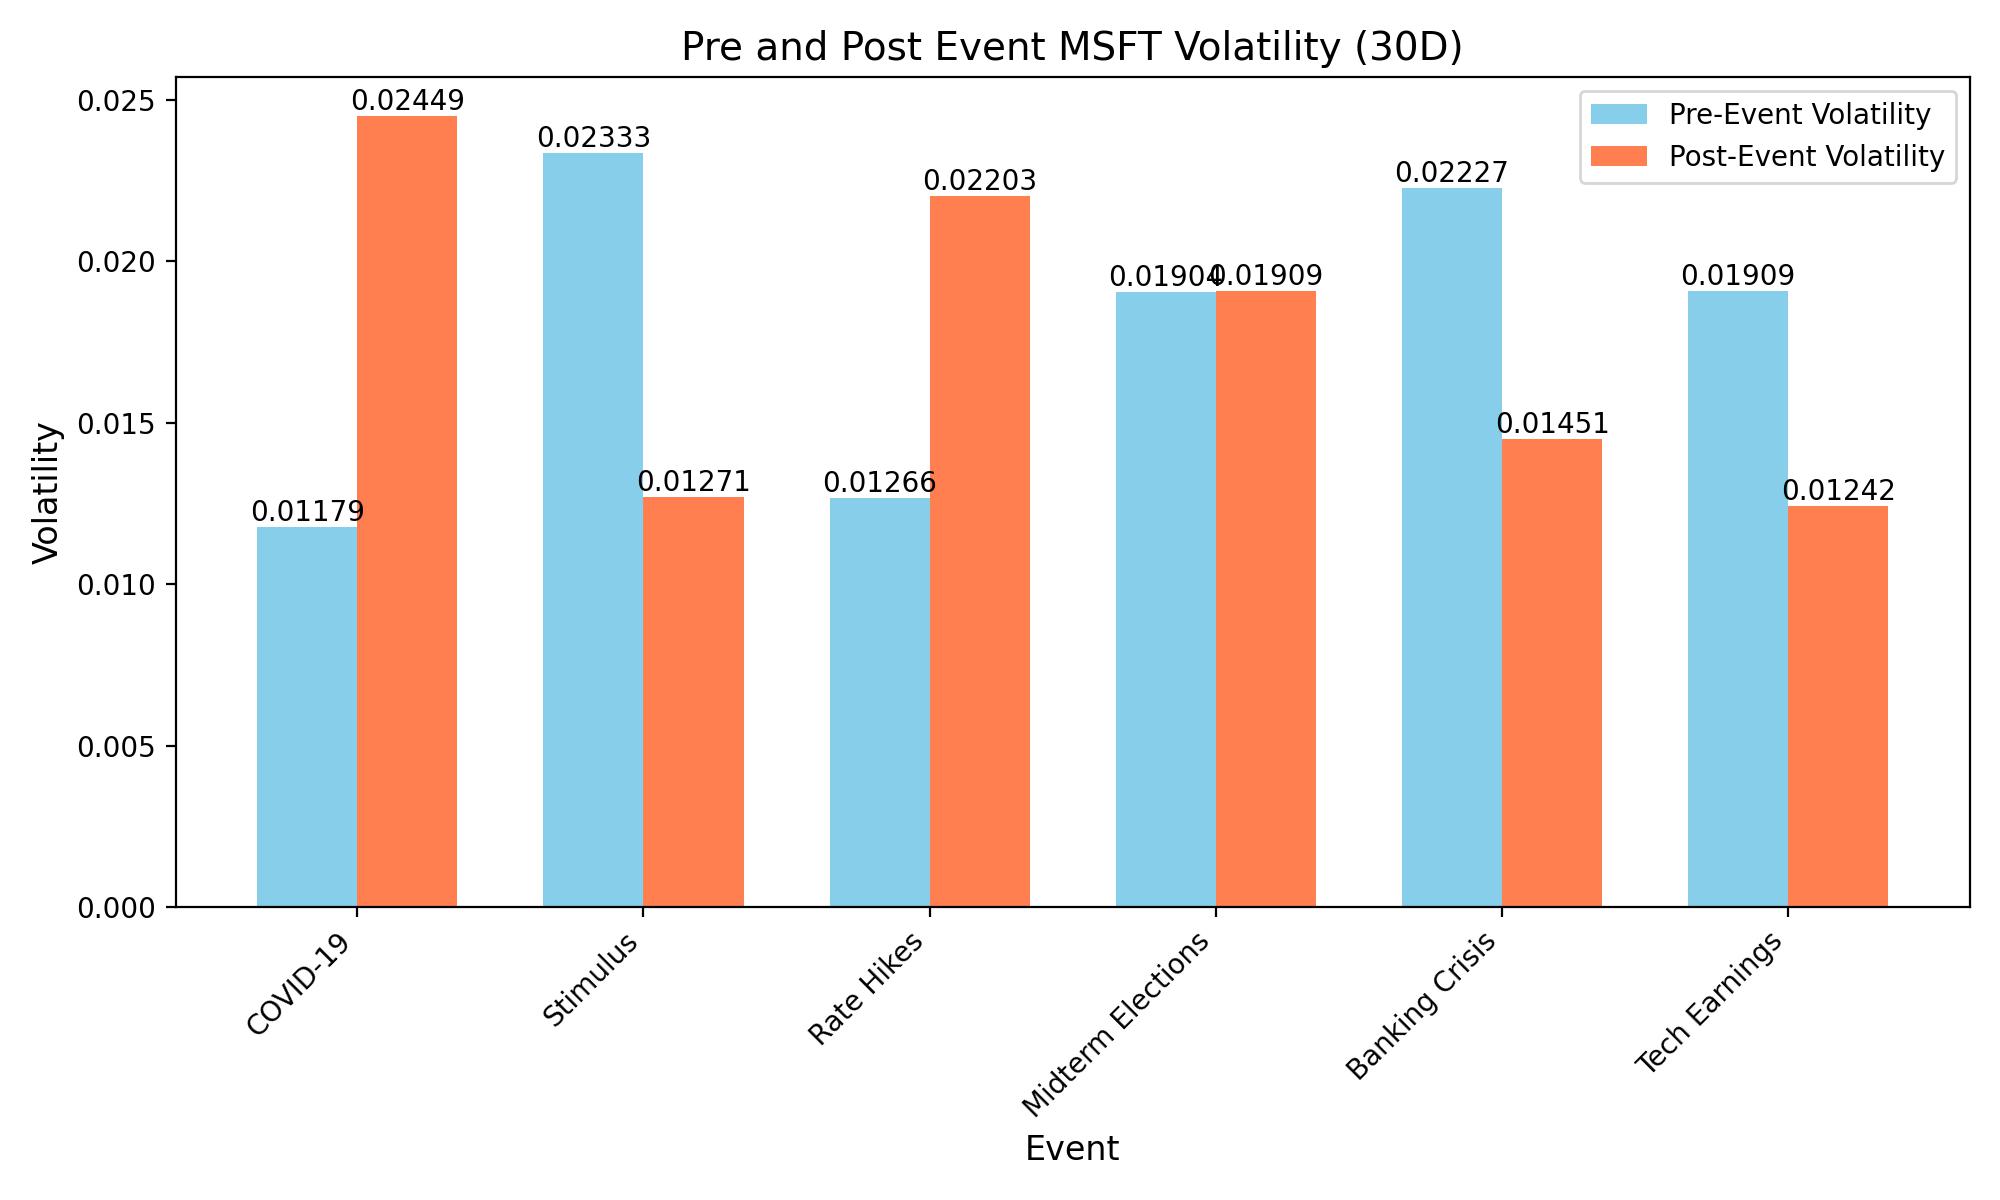 Pre and Post Event MSFT Volatility (30D)
Pre-Event Volatility
Post-Event Volatility
Volatility
0.025
0.020
0.015
0.010
0.005
0.000
0.01179
0.02449
0.02333
0.01271
0.01266
0.02203
0.01904
0.01909
0.02227
0.01451
0.01909
0.01242
COVID-19
Stimulus
Rate Hikes
Midterm Elections
Banking Crisis
Tech Earnings
Event